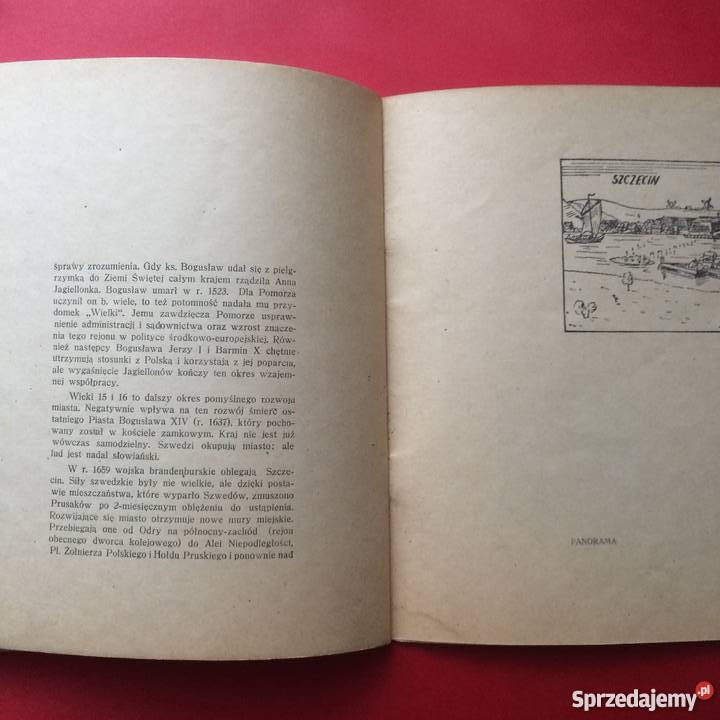 sprawy zrozumienia. Gdy ks. Bogusław udał się z pielg-
rzymką do Ziemi Świętej całym krajem rządziła Anna
Jagiellonka. Bogusław umarł w r. 1523. Dla Pomorza
uczynił on b. wiele, to też potomność nadała mu przy-
domek „Wielki". Jemu zawdzięcza Pomorze uspraw-
nienie administracji i sądownictwa oraz wzrost znaczenia
tego rejonu w polityce środkowo-europejskiej. Rów-
nież następcy Bogusława Jerzy I i Barmin X chętnie
utrzymują stosunki z Polską i korzystają z jej poparcia,
ale wygaśnięcie Jagiellonów kończy ten okres wzajem-
nej współpracy.
Wieki 15 i 16 to dalszy okres pomyślnego rozwoju
miasta. Negatywnie wpływa na ten rozwój śmierć os-
tatniego Piasta Bogusława XIV (r. 1637), który po-
chowany został w kościele zamkowym. Kraj nie jest już
wówczas samodzielny. Szwedzi okupują miasto; ale
lud jest nadal słowiański.
W r. 1659 wojska brandenburskie oblegają Szcze-
cin. Siły szwedzkie były nie wielkie, ale dzięki posta-
wie mieszczaństwa, które wyparło Szwedów, zmuszono
Prusaków po 2-miesięcznym oblężeniu do ustąpienia.
Rozwijające się miasto otrzymuje nowe mury miejskie.
Przebiegają one od Odry na północny-zachód (rejon
obecnego dworca kolejowego) do Alei Niepodległości,
Pl. Żołnierza Polskiego i Hołdu Pruskiego i ponownie nad
SZCZECIN
PANORAMA
Sprzedajemy.pl